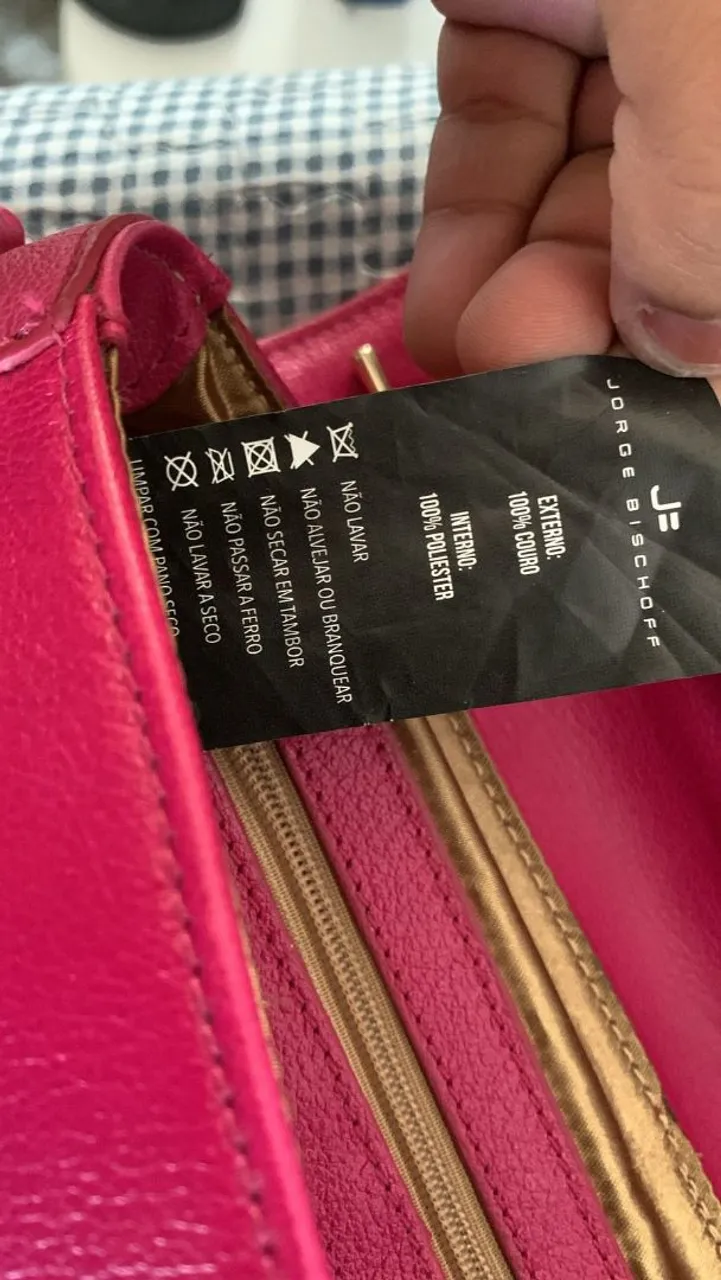 JB
JORGE BISCHOFF
EXTERNO:
100% COURO
INTERNO:
100% POLIESTER
NÃO LAVAR
NÃO ALVEJAR OU BRANQUEAR
NÃO SECAR EM TAMBOR
NÃO PASSAR A FERRO
NÃO LAVAR A SECO
LIMPAR COM PANO SECO